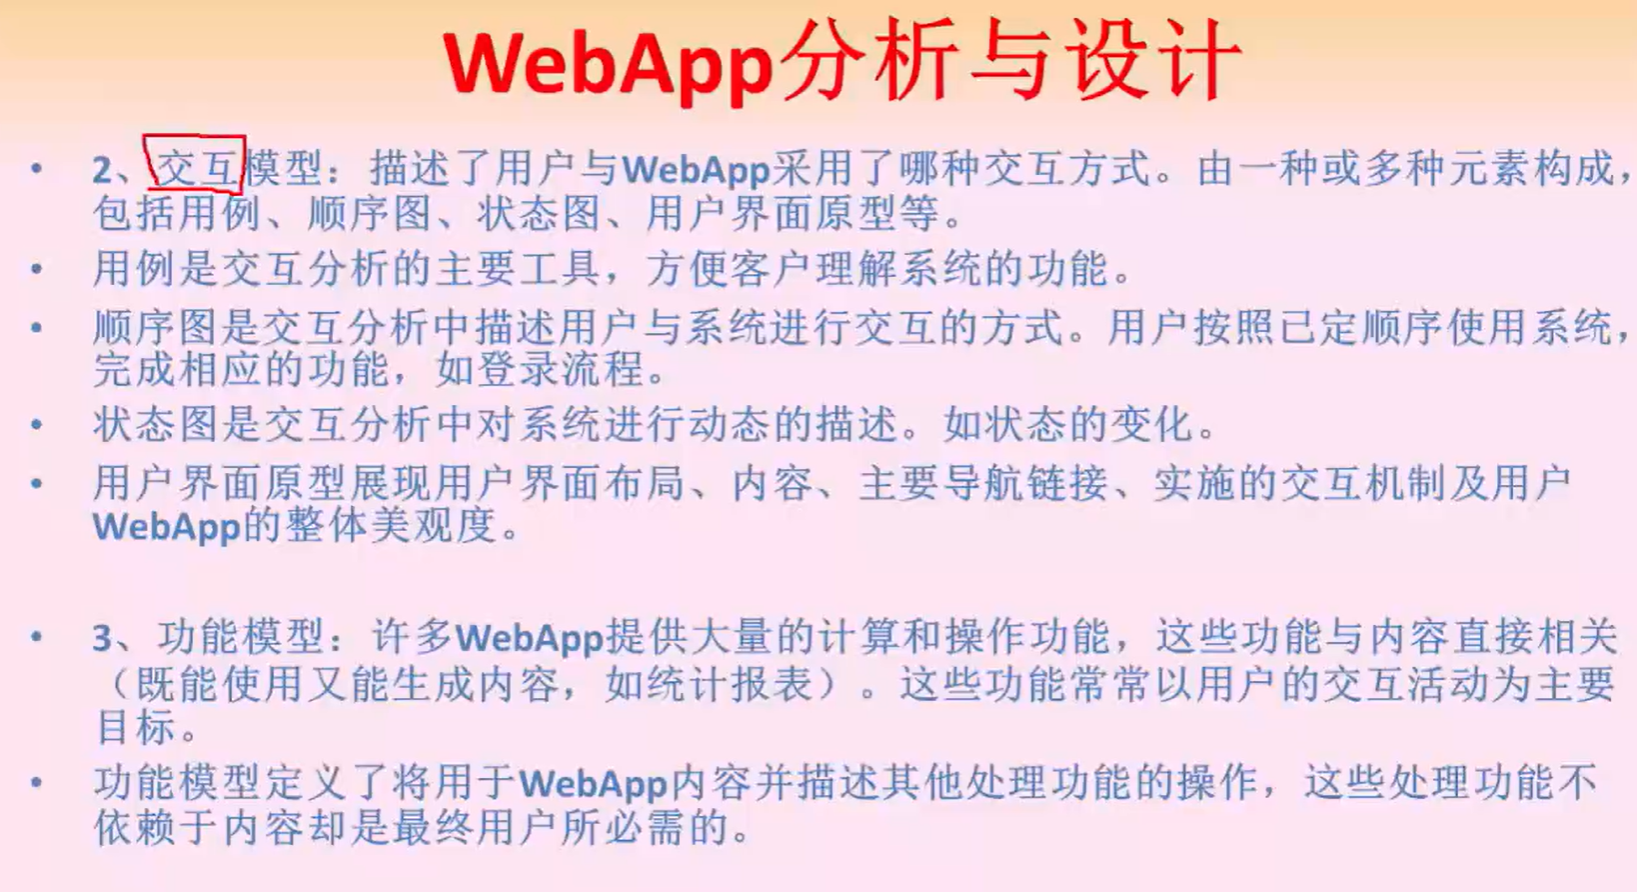 WebApp分析与设计
• 2、交互模型：描述了用户与WebApp采用了哪种交互方式。由一种或多种元素构成，
包括用例、顺序图、状态图、用户界面原型等。
• 用例是交互分析的主要工具，方便客户理解系统的功能。
• 顺序图是交互分析中描述用户与系统进行交互的方式。用户按照已定顺序使用系统，
完成相应的功能，如登录流程。
• 状态图是交互分析中对系统进行动态的描述。如状态的变化。
• 用户界面原型展现用户界面布局、内容、主要导航链接、实施的交互机制及用户
WebApp的整体美观度。
• 3、功能模型：许多WebApp提供大量的计算和操作功能，这些功能与内容直接相关
（既能使用又能生成内容，如统计报表）。这些功能常常以用户的交互活动为主要
目标。
• 功能模型定义了将用于WebApp内容并描述其他处理功能的操作，这些处理功能不
依赖于内容却是最终用户所必需的。